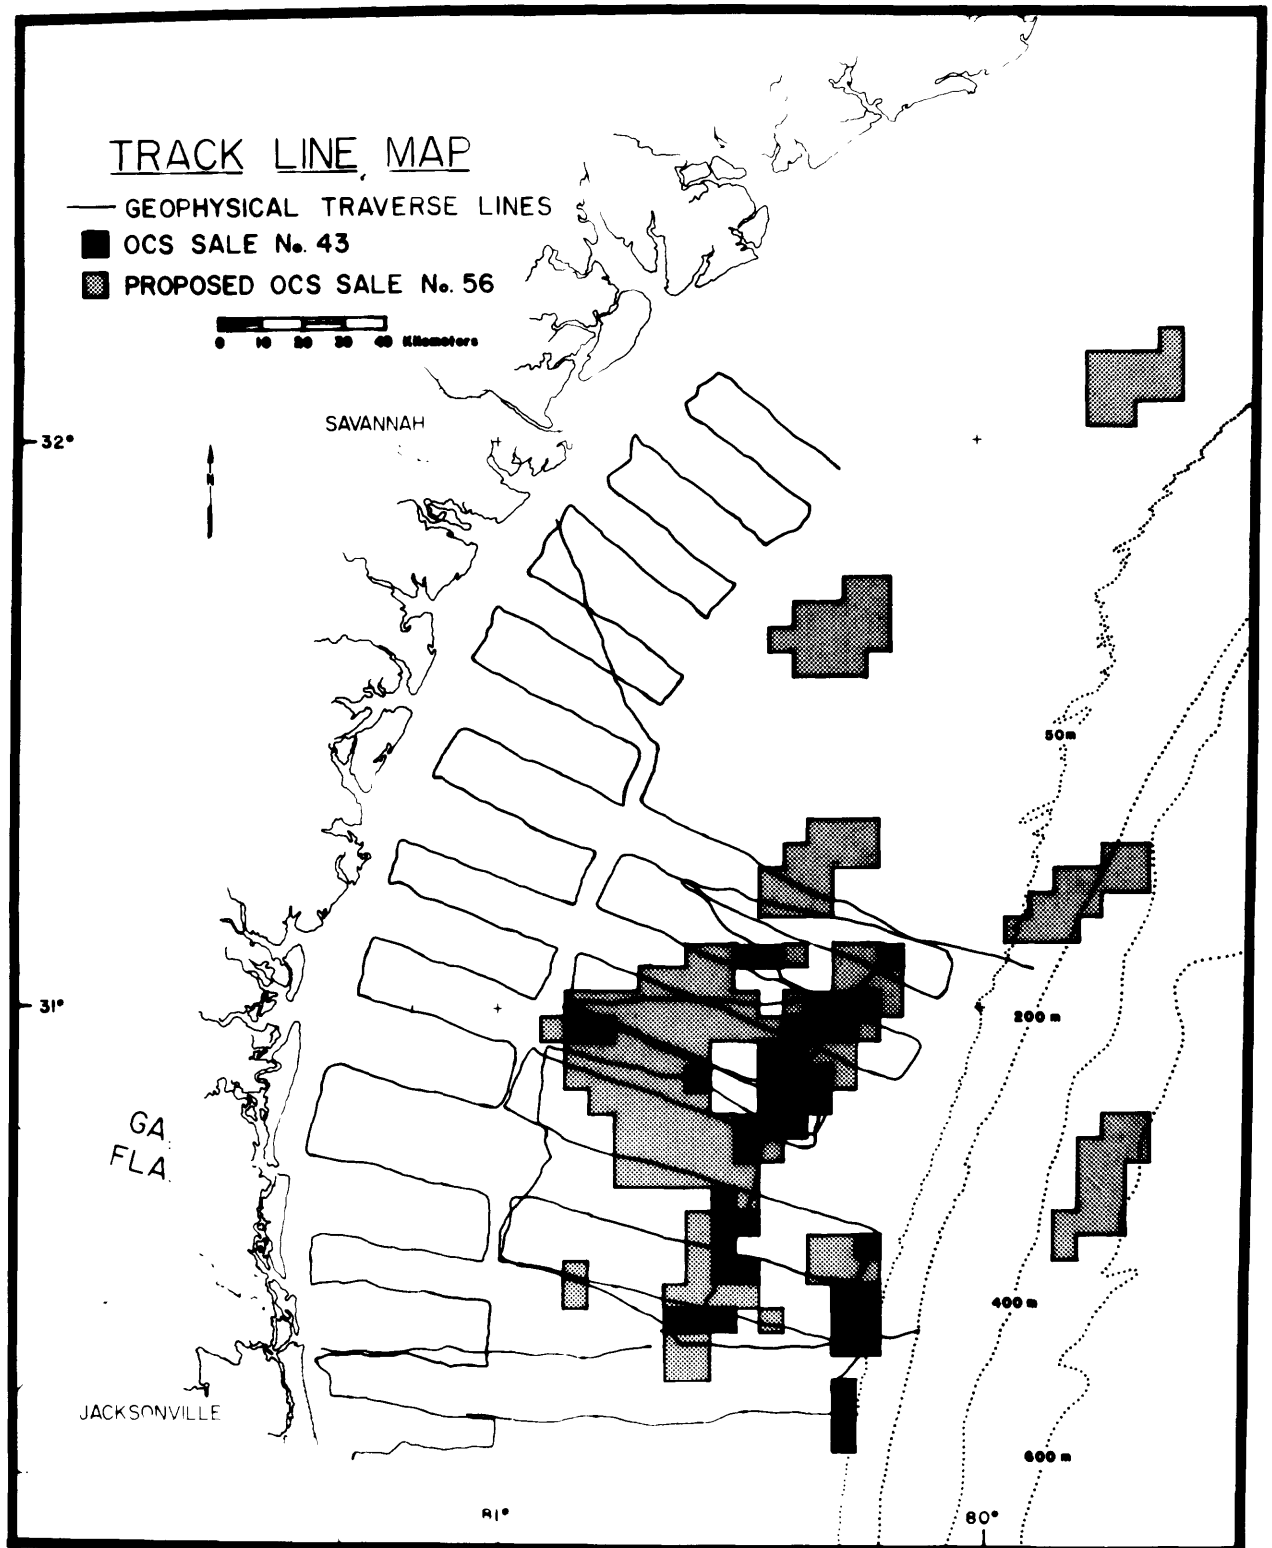 TRACK LINE MAP
GEOPHYSICAL TRAVERSE LINES
OCS SALE No. 43
PROPOSED OCS SALE No. 56
0 10 20 30 40 Kilometers
SAVANNAH
32°
N
50m
31°
200 m
GA
FLA
400 m
JACKSONVILLE
600 m
81°
80°